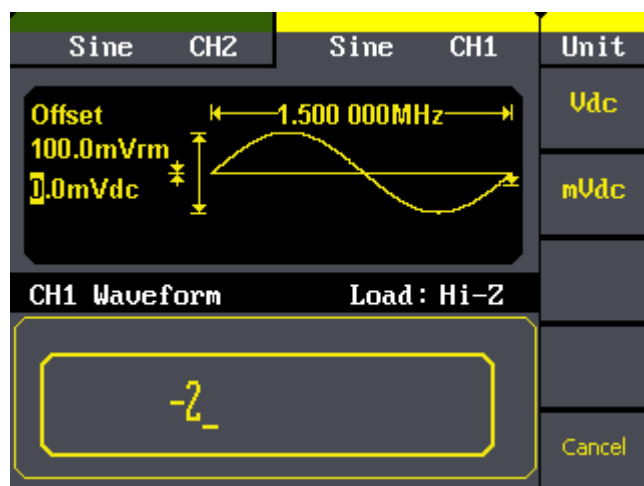 Sine CH2 Sine CH1 Unit
Offset 1.500 000MHz Vdc
100.0mVrm
0.0mVdc mVdc
CH1 Waveform Load: Hi-Z
-2_
Cancel